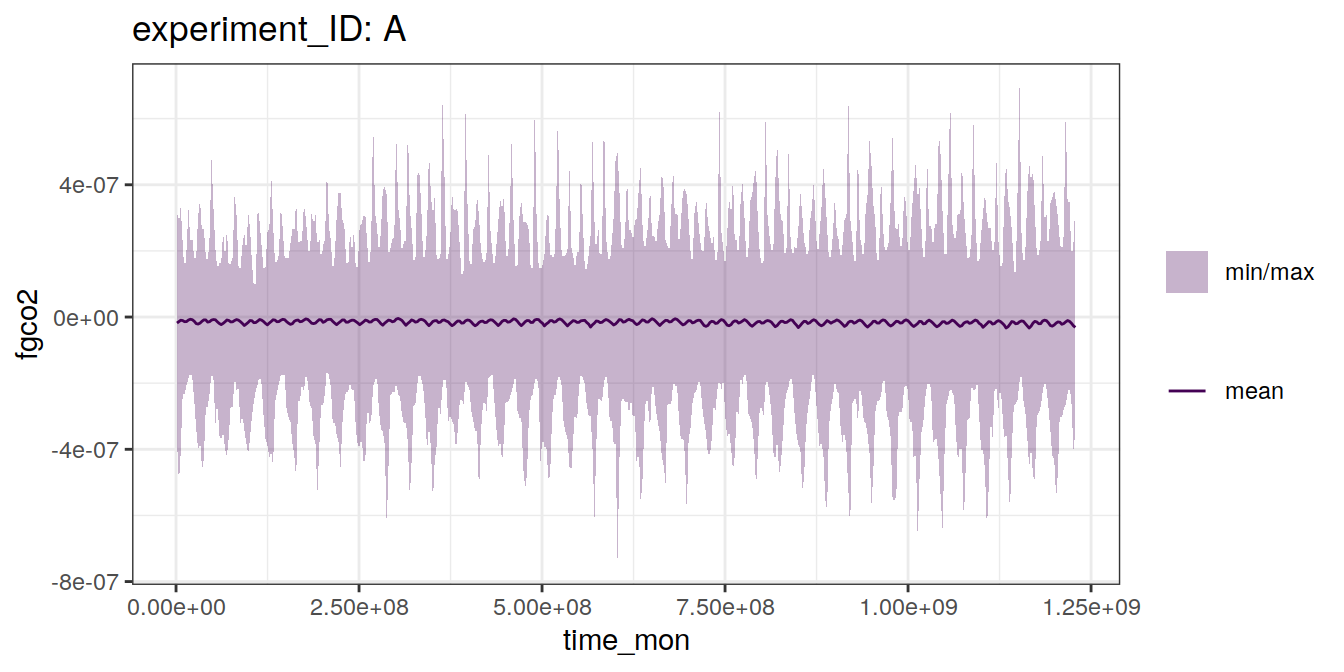 experiment_ID: A
4e-07
0e+00
-4e-07
-8e-07
fgco2
0.00e+00 2.50e+08 5.00e+08 7.50e+08 1.00e+09 1.25e+09
time_mon
min/max
mean